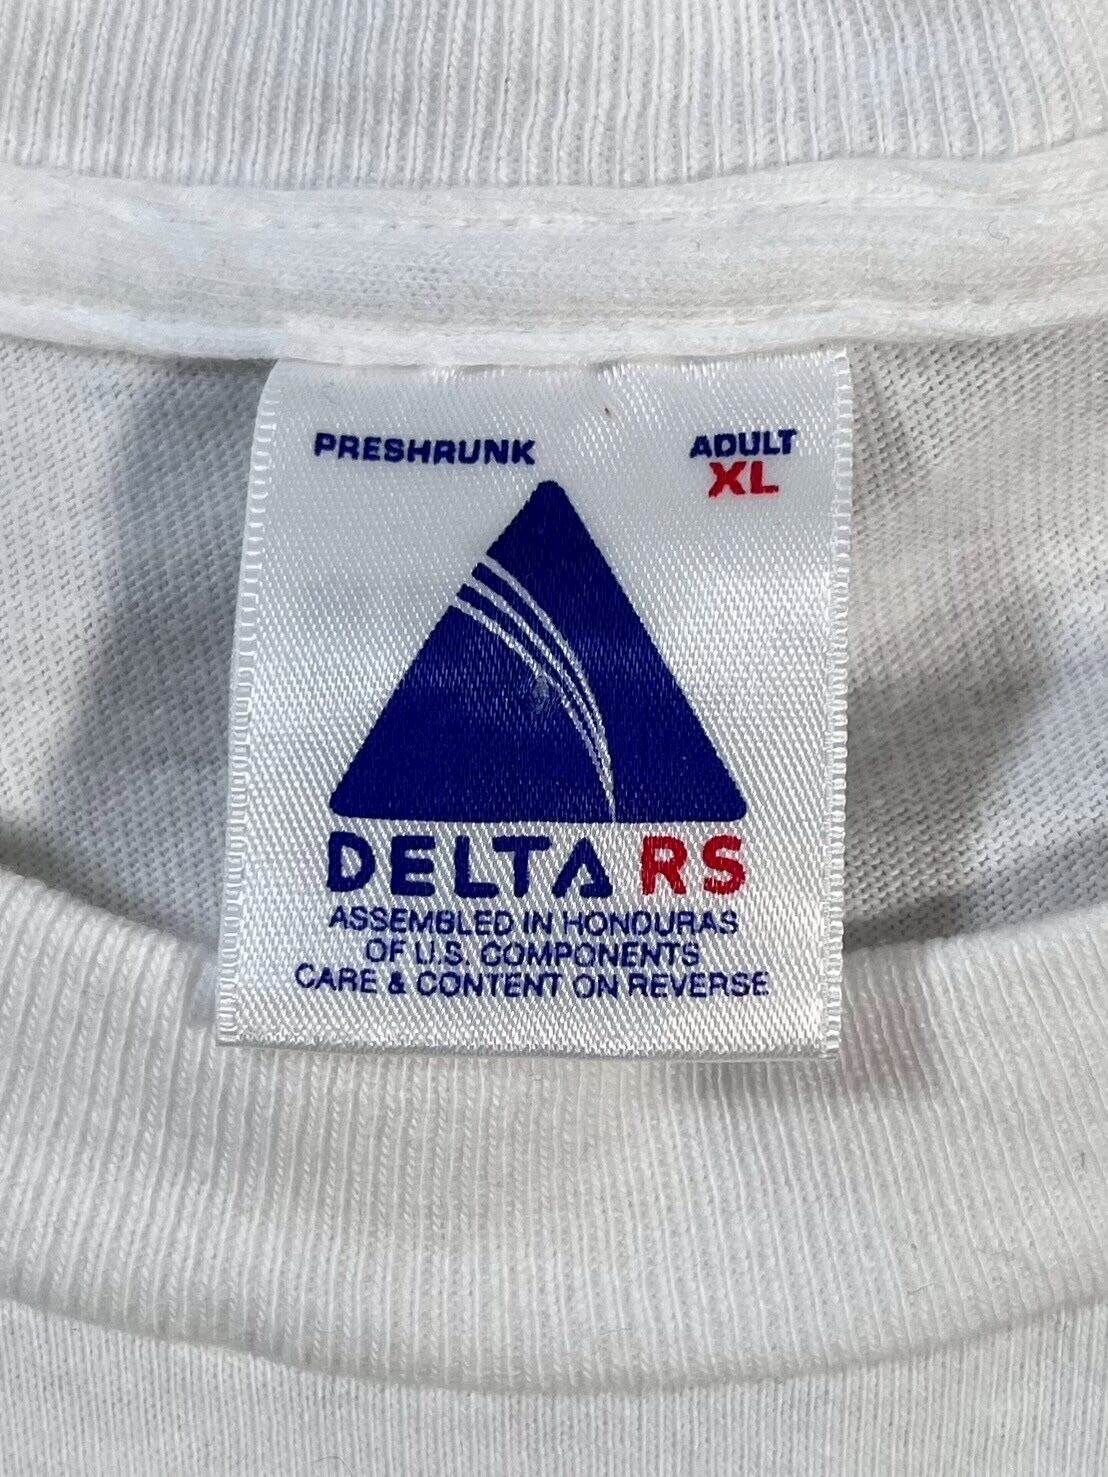 PRESHRUNK
ADULT
XL
DELTA RS
ASSEMBLED IN HONDURAS
OF U.S. COMPONENTS
CARE & CONTENT ON REVERSE